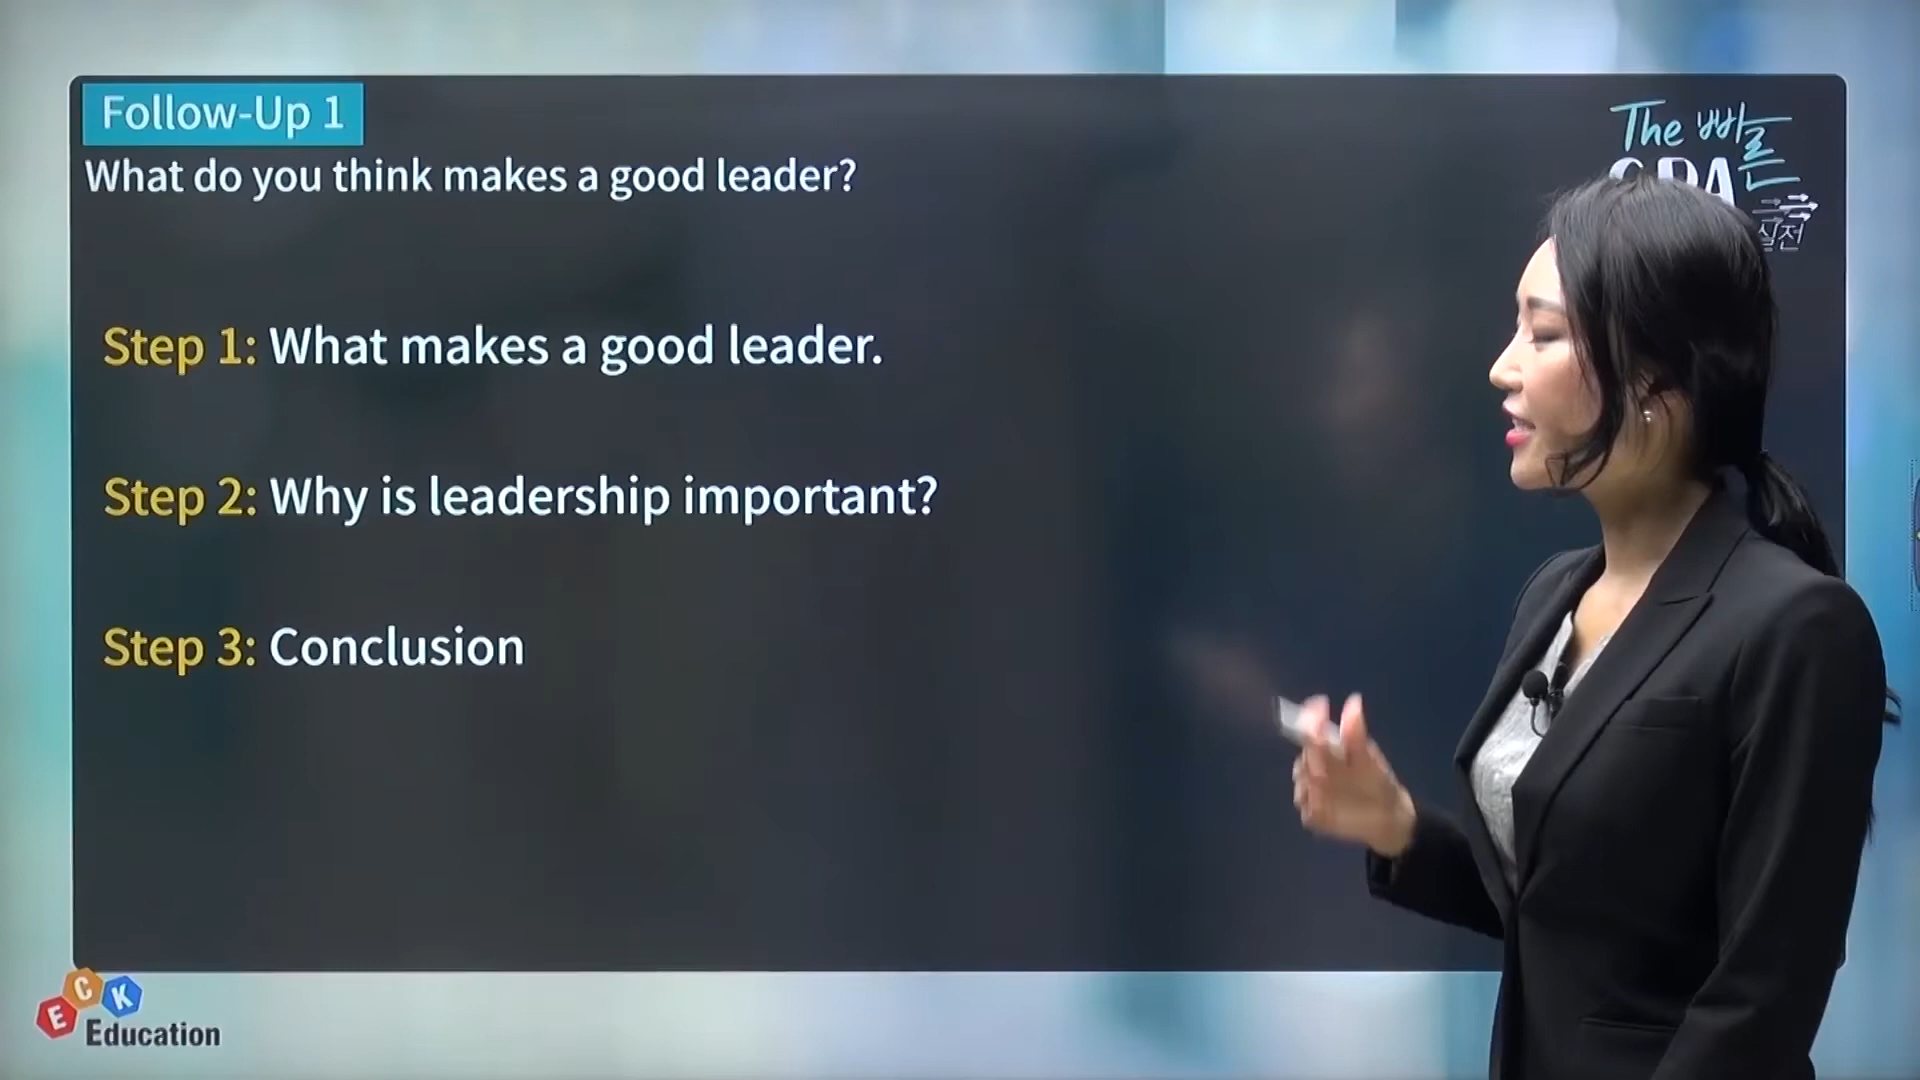 Follow-Up 1
What do you think makes a good leader?
The 빠른
실전
Step 1: What makes a good leader.
Step 2: Why is leadership important?
Step 3: Conclusion
E C K
Education